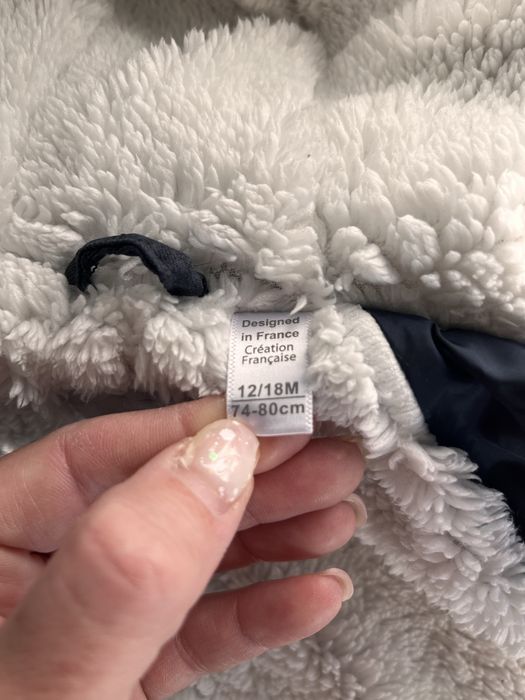 Designed
in France
Création
Française
12/18M
74-80cm